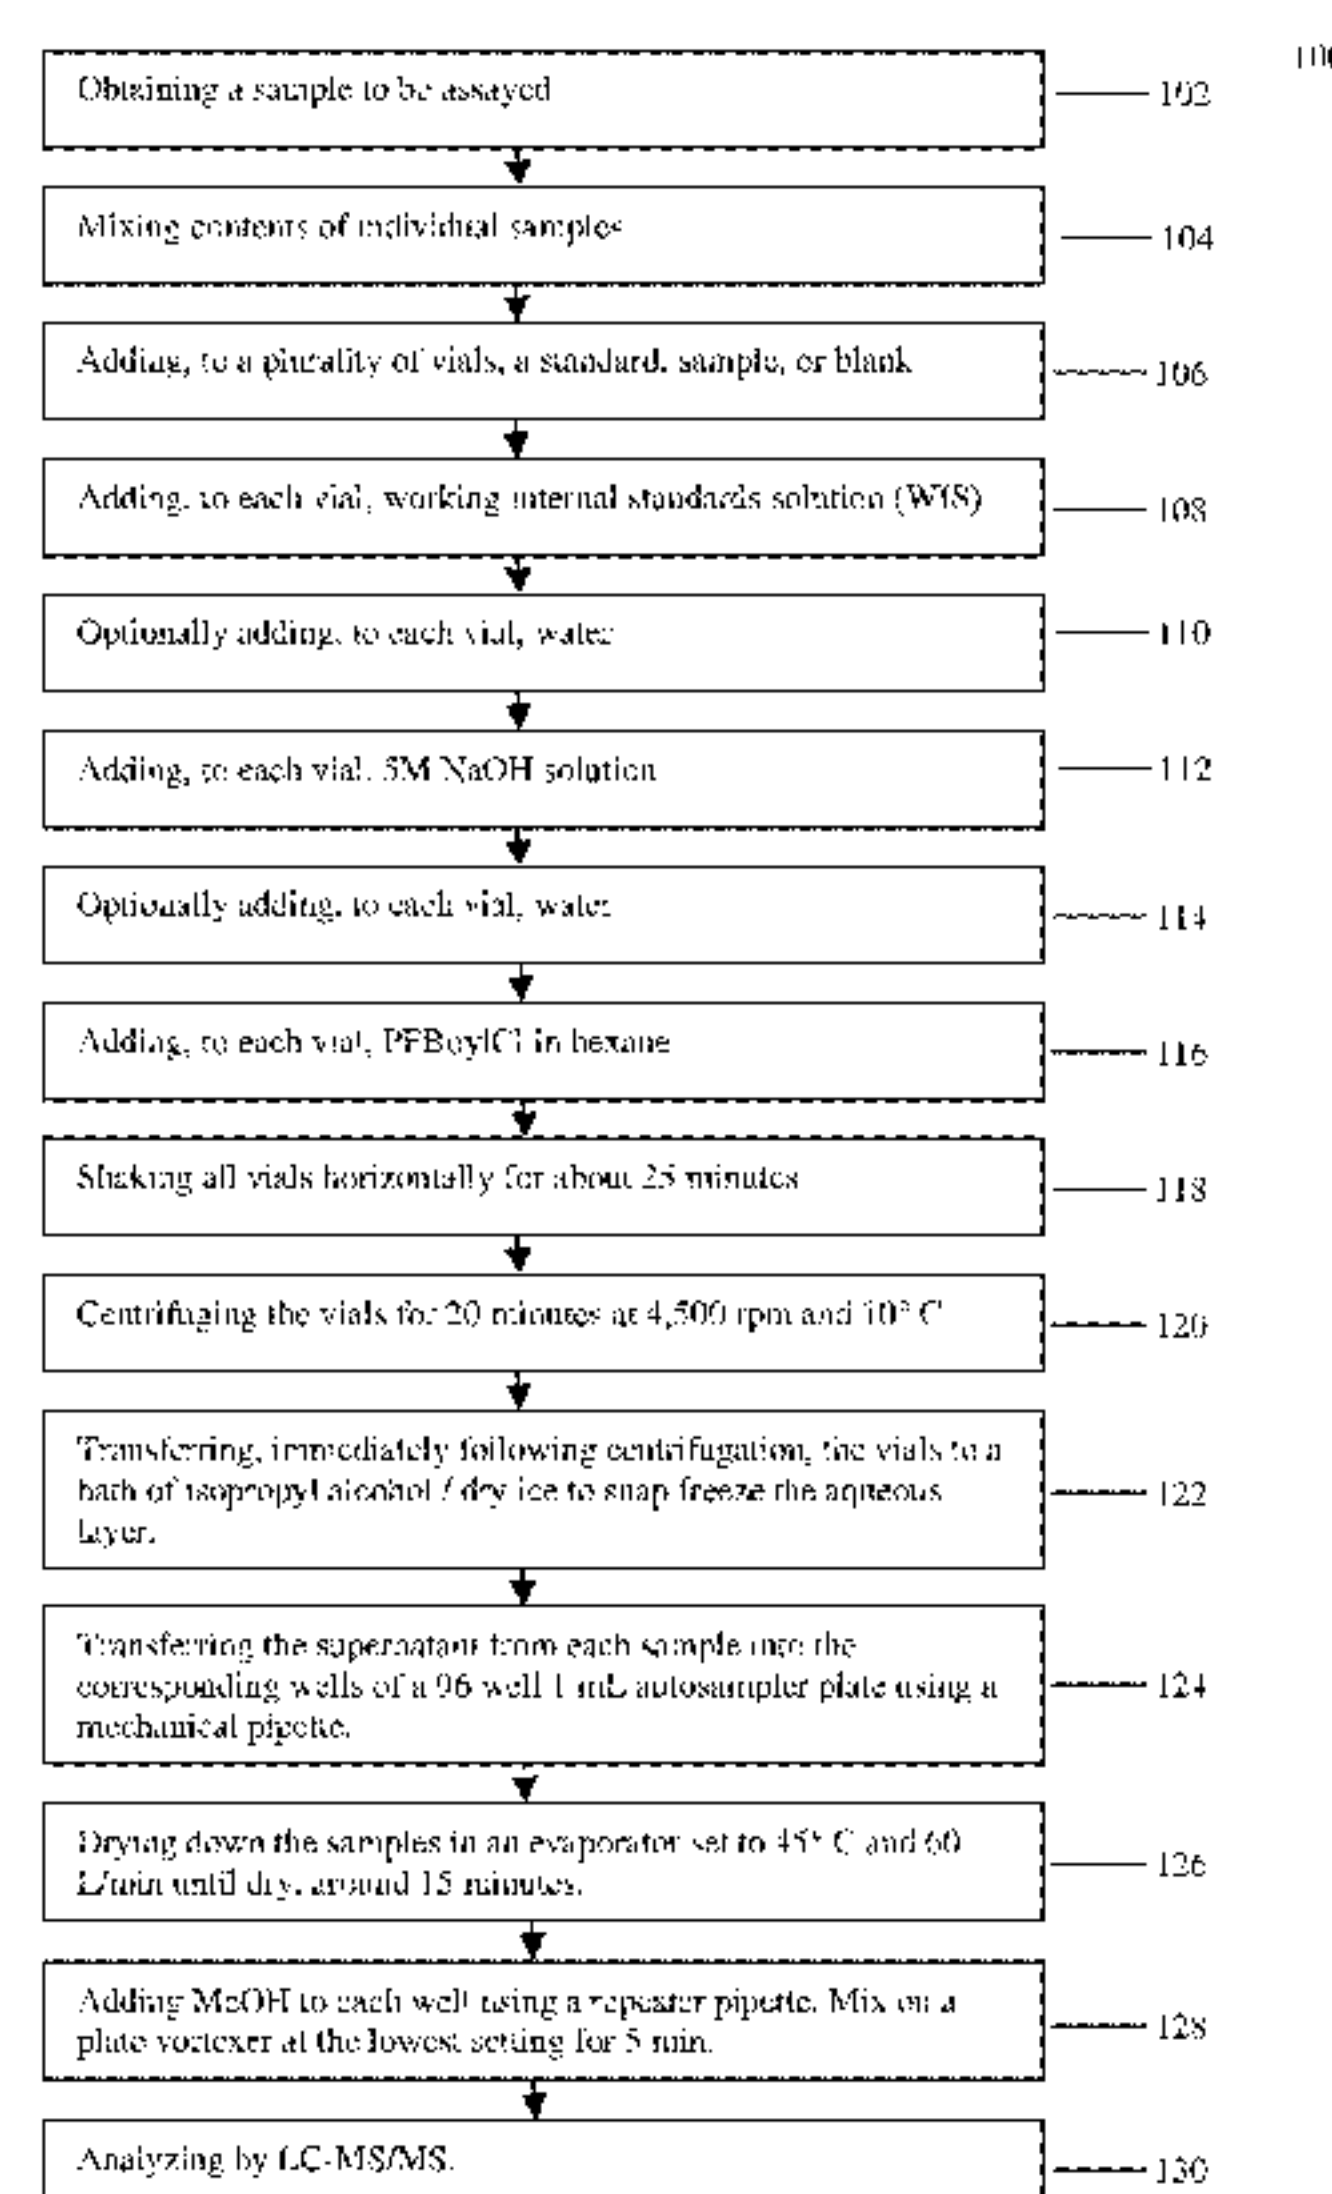 Obtaining a sample to be assayed
102
Mixing contents of individual samples
104
Adding, to a plurality of vials, a standard, sample, or blank
106
Adding, to each vial, working internal standards solution (WIS)
108
Optionally adding, to each vial, water
110
Adding, to each vial, 5M NaOH solution
112
Optionally adding, to each vial, water
114
Adding, to each vial, PFBoylCl in hexane
116
Shaking all vials horizontally for about 25 minutes
118
Centrifuging the vials for 20 minutes at 4,500 rpm and 10° C
120
Transferring, immediately following centrifugation, the vials to a
bath of isopropyl alcohol / dry ice to snap freeze the aqueous
layer.
122
Transferring the supernatant from each sample into the
corresponding wells of a 96 well 1 mL autosampler plate using a
mechanical pipette.
124
Drying down the samples in an evaporator set to 45° C and 60
L/min until dry, around 15 minutes.
126
Adding MeOH to each well using a repeater pipette. Mix on a
plate vortexer at the lowest setting for 5 min.
128
Analyzing by LC-MS/MS.
130